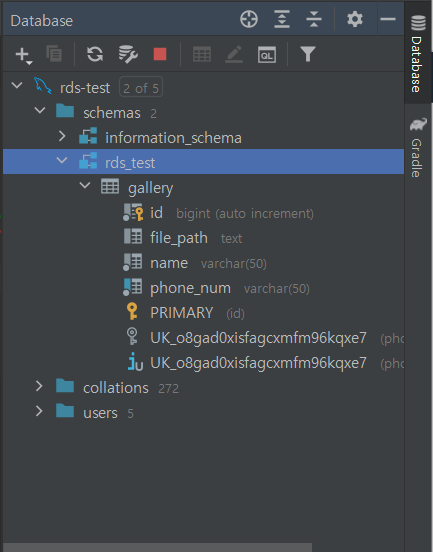 Database
QL
rds-test 2 of 5
schemas 2
information_schema
rds_test
gallery
id bigint (auto increment)
file_path text
name varchar(50)
phone_num varchar(50)
PRIMARY (id)
UK_o8gad0xisfagcxmfm96kqxe7 (pho
UK_o8gad0xisfagcxmfm96kqxe7 (pho
collations 272
users 5
Database
Gradle